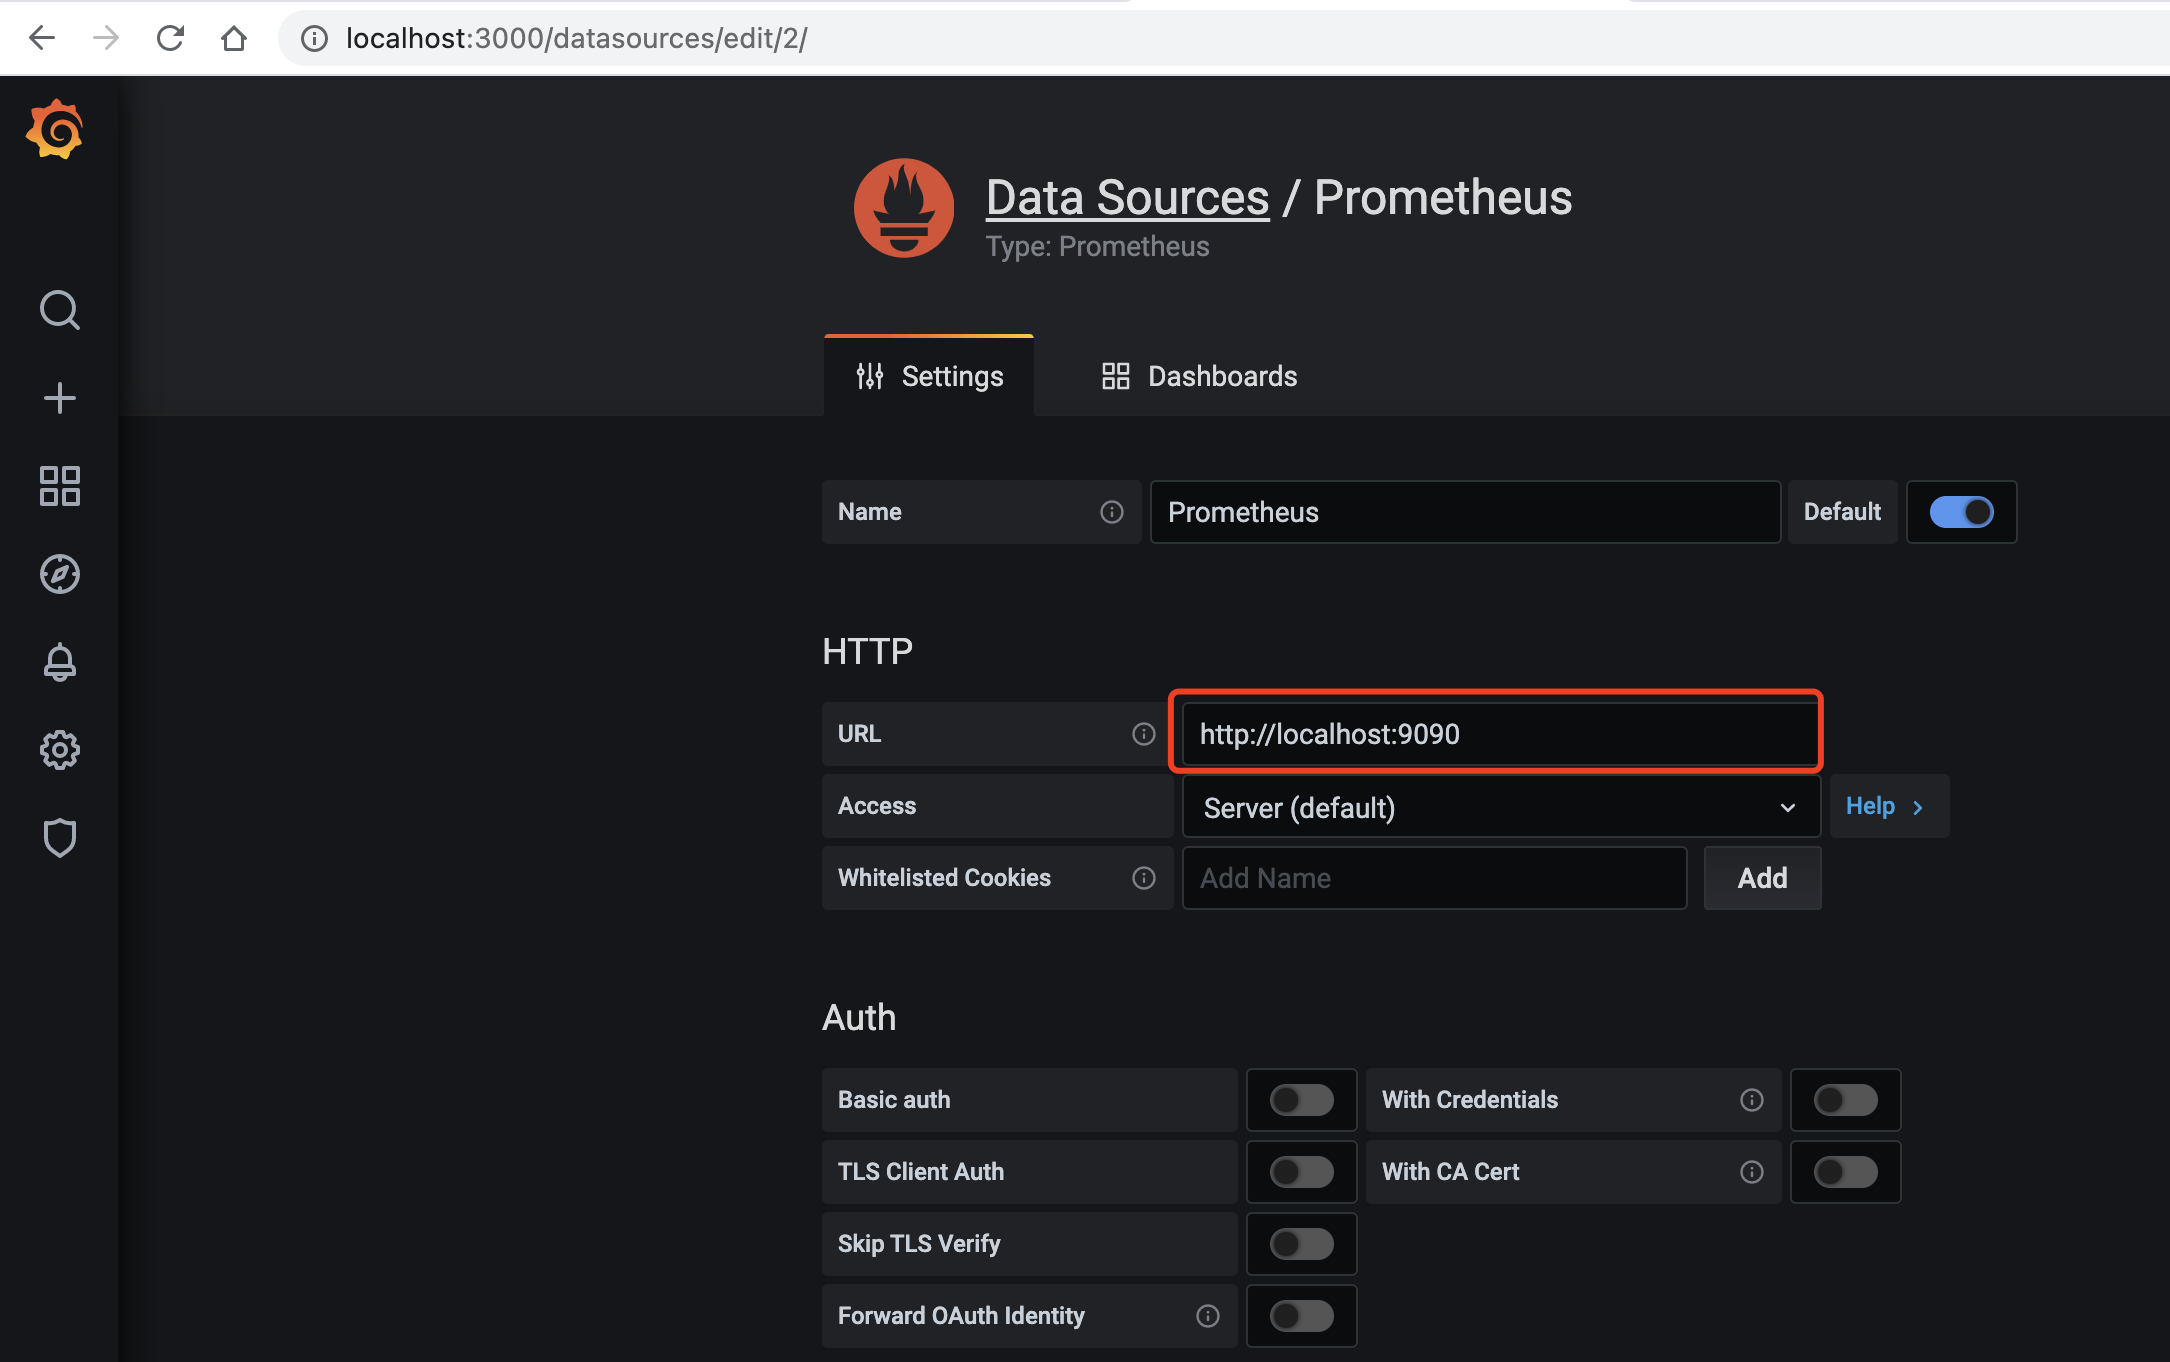 localhost:3000/datasources/edit/2/
Data Sources / Prometheus
Type: Prometheus
Settings
Dashboards
Name
Prometheus
Default
HTTP
URL
http://localhost:9090
Access
Server (default)
Help
Whitelisted Cookies
Add Name
Add
Auth
Basic auth
With Credentials
TLS Client Auth
With CA Cert
Skip TLS Verify
Forward OAuth Identity